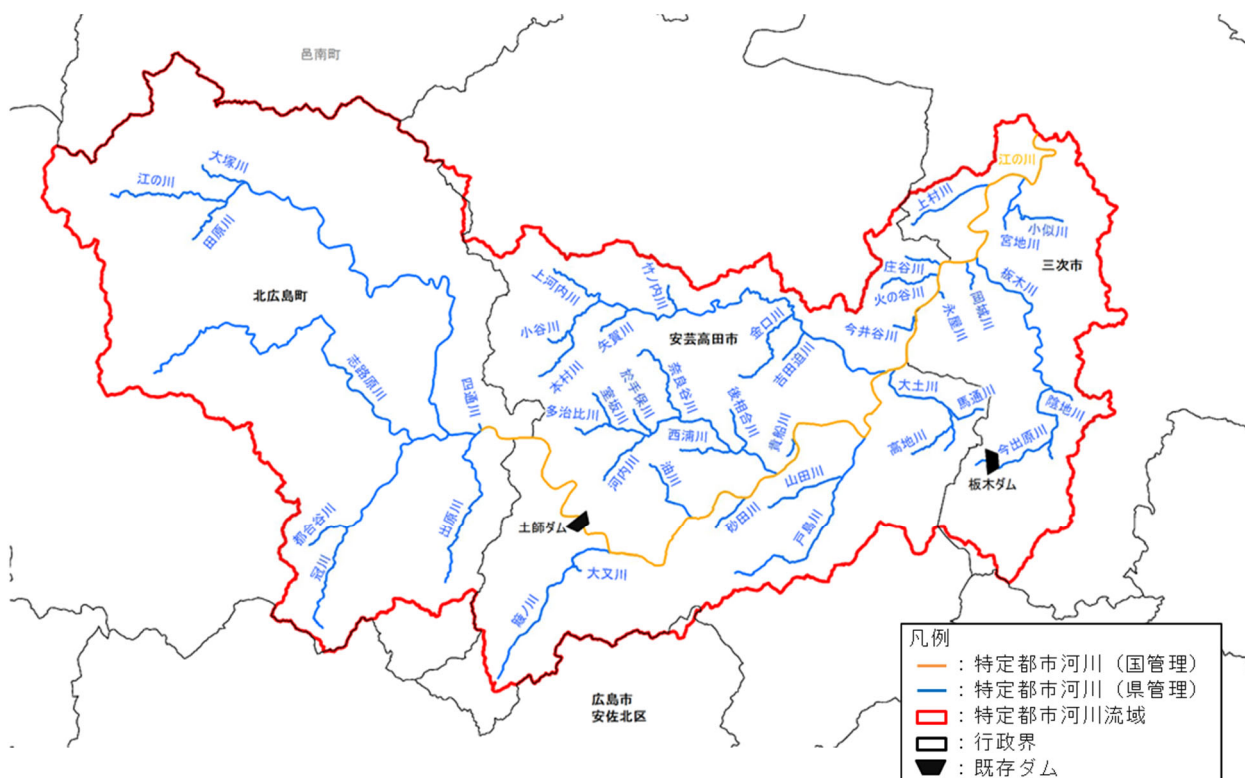 邑南町
江の川
大塚川
江の川
上村川
田原川
小似川
宮地川
三次市
庄谷川
板木川
竹ノ内川
上河内川
火の谷川
岡城川
北広島町
永屋川
金口川
今井谷川
小谷川
矢賀川
安芸高田市
吉田迫川
本村川
志路原川
奈良谷川
大土川
馬通川
於手保川
室坂川
後相合川
陰地川
四通川
多治比川
西浦川
貴船川
高地川
今出原川
河内川
油川
山田川
板木ダム
都合谷川
出原川
土師ダム
砂田川
戸島川
冠川
大又川
簸ノ川
広島市
安佐北区
凡例
：特定都市河川（国管理）
：特定都市河川（県管理）
：特定都市河川流域
：行政界
：既存ダム